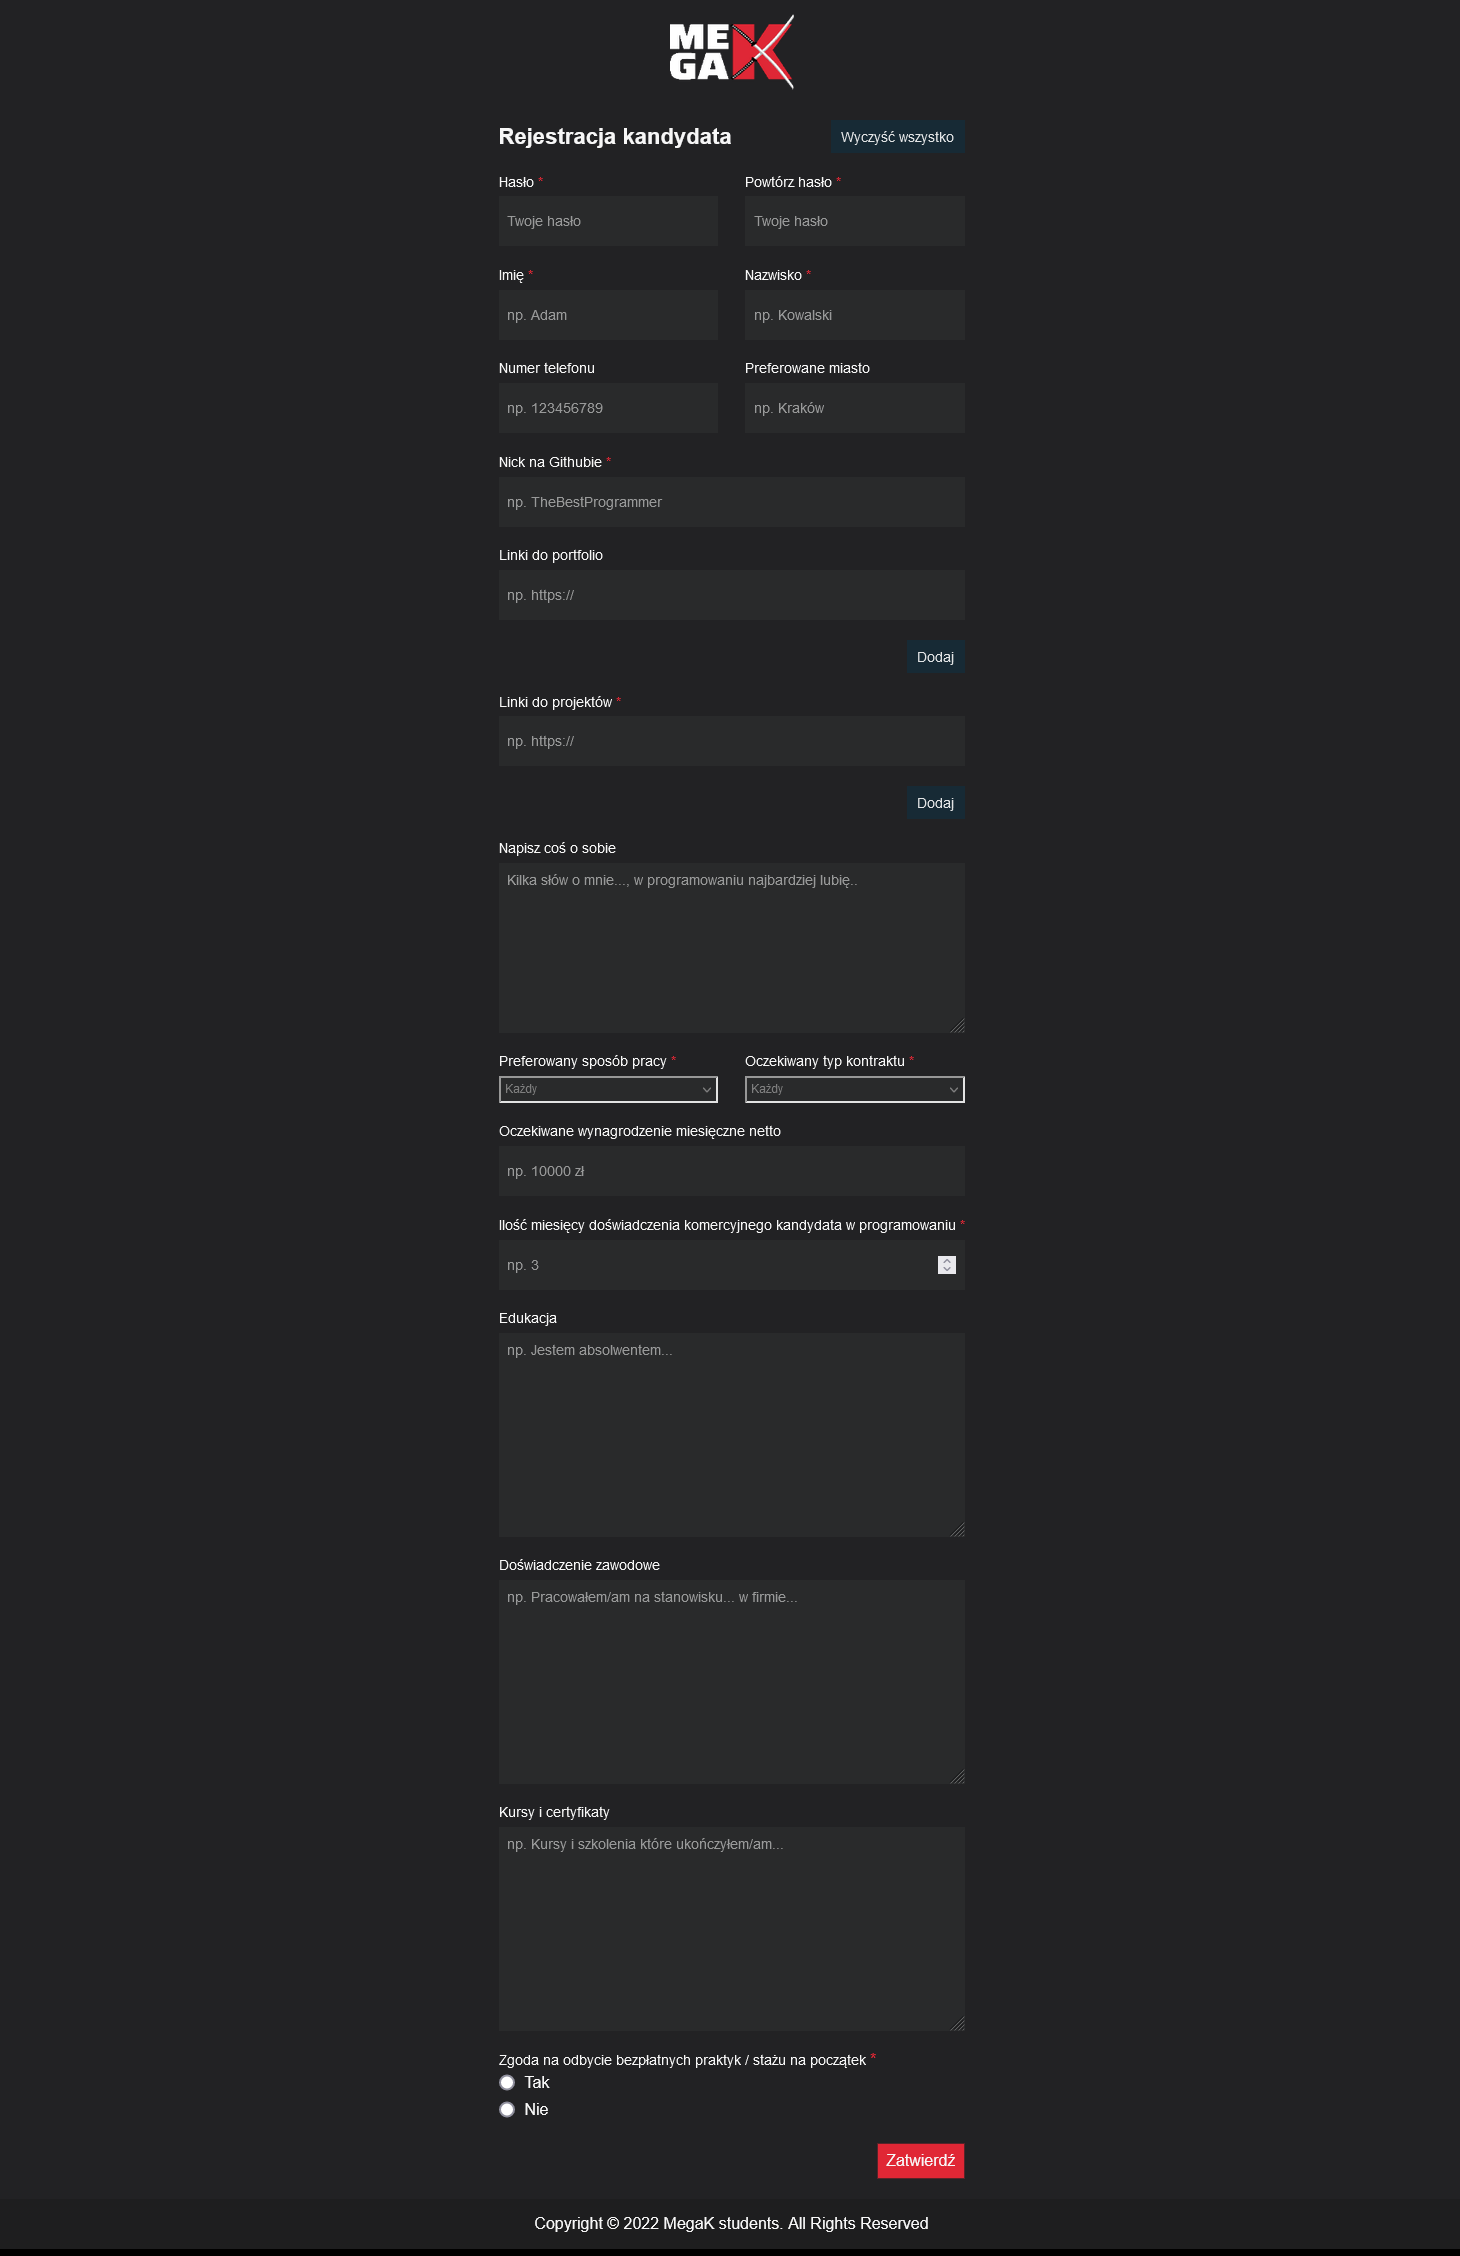 ME
GAK
Rejestracja kandydata
Wyczyść wszystko
Hasło *
Powtórz hasło *
Twoje hasło
Twoje hasło
Imię *
Nazwisko *
np. Adam
np. Kowalski
Numer telefonu
Preferowane miasto
np. 123456789
np. Kraków
Nick na Githubie *
np. TheBestProgrammer
Linki do portfolio
np. https://
Dodaj
Linki do projektów *
np. https://
Dodaj
Napisz coś o sobie
Kilka słów o mnie..., w programowaniu najbardziej lubię..
Preferowany sposób pracy *
Oczekiwany typ kontraktu *
Każdy
Każdy
Oczekiwane wynagrodzenie miesięczne netto
np. 10000 zł
Ilość miesięcy doświadczenia komercyjnego kandydata w programowaniu *
np. 3
Edukacja
np. Jestem absolwentem...
Doświadczenie zawodowe
np. Pracowałem/am na stanowisku... w firmie...
Kursy i certyfikaty
np. Kursy i szkolenia które ukończyłem/am...
Zgoda na odbycie bezpłatnych praktyk / stażu na początek *
Tak
Nie
Zatwierdź
Copyright © 2022 MegaK students. All Rights Reserved